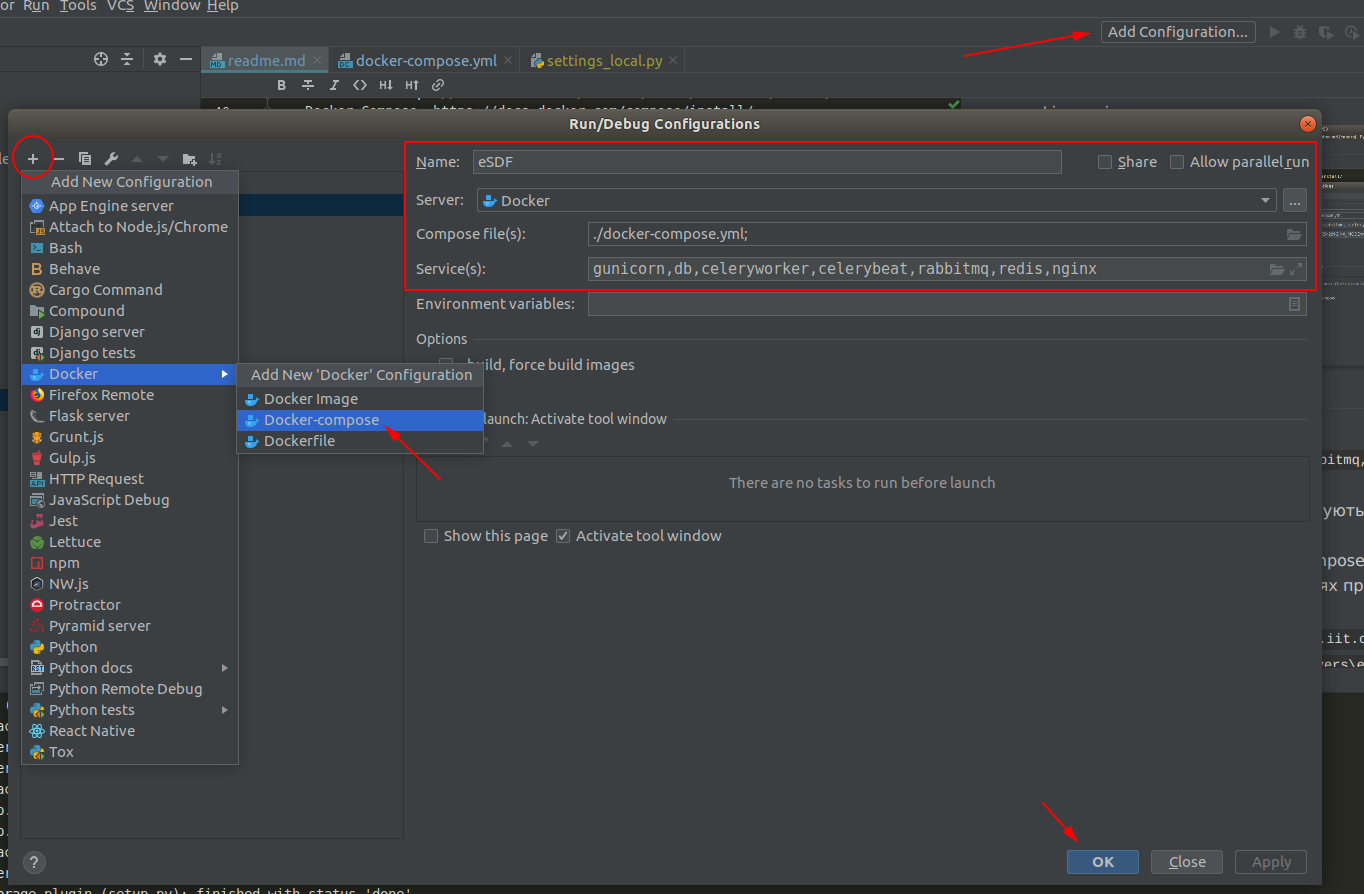 or Run Tools VCS Window Help
Add Configuration...
readme.md
docker-compose.yml
settings_local.py
B I H↓ H↑
Run/Debug Configurations
Add New Configuration
App Engine server
Attach to Node.js/Chrome
Bash
Behave
Cargo Command
Compound
Django server
Django tests
Docker
Firefox Remote
Flask server
Grunt.js
Gulp.js
HTTP Request
JavaScript Debug
Jest
Lettuce
npm
NW.js
Protractor
Pyramid server
Python
Python docs
Python Remote Debug
Python tests
React Native
Tox
Add New 'Docker' Configuration
Docker Image
Docker-compose
Dockerfile
Name: eSDF
Share
Allow parallel run
Server: Docker ...
Compose file(s): ./docker-compose.yml;
Service(s): gunicorn,db,celeryworker,celerybeat,rabbitmq,redis,nginx
Environment variables:
Options
build, force build images
launch: Activate tool window
There are no tasks to run before launch
Show this page
Activate tool window
ують
mpose
ях пр
.iit.c
?
OK
Close
Apply
plugin (setup.py): finished with status 'done'